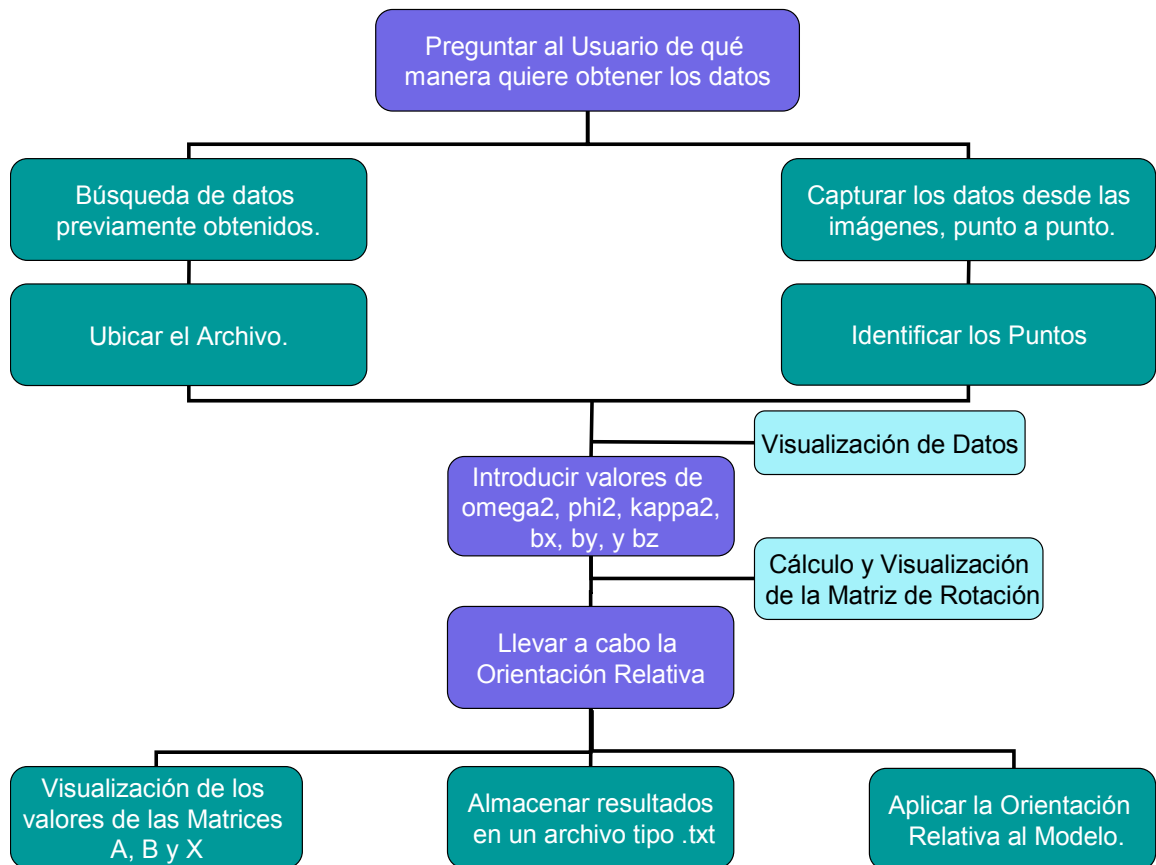 Preguntar al Usuario de qué
manera quiere obtener los datos
Búsqueda de datos
previamente obtenidos.
Capturar los datos desde las
imágenes, punto a punto.
Ubicar el Archivo.
Identificar los Puntos
Visualización de Datos
Introducir valores de
omega2, phi2, kappa2,
bx, by, y bz
Cálculo y Visualización
de la Matriz de Rotación
Llevar a cabo la
Orientación Relativa
Visualización de los
valores de las Matrices
A, B y X
Almacenar resultados
en un archivo tipo .txt
Aplicar la Orientación
Relativa al Modelo.